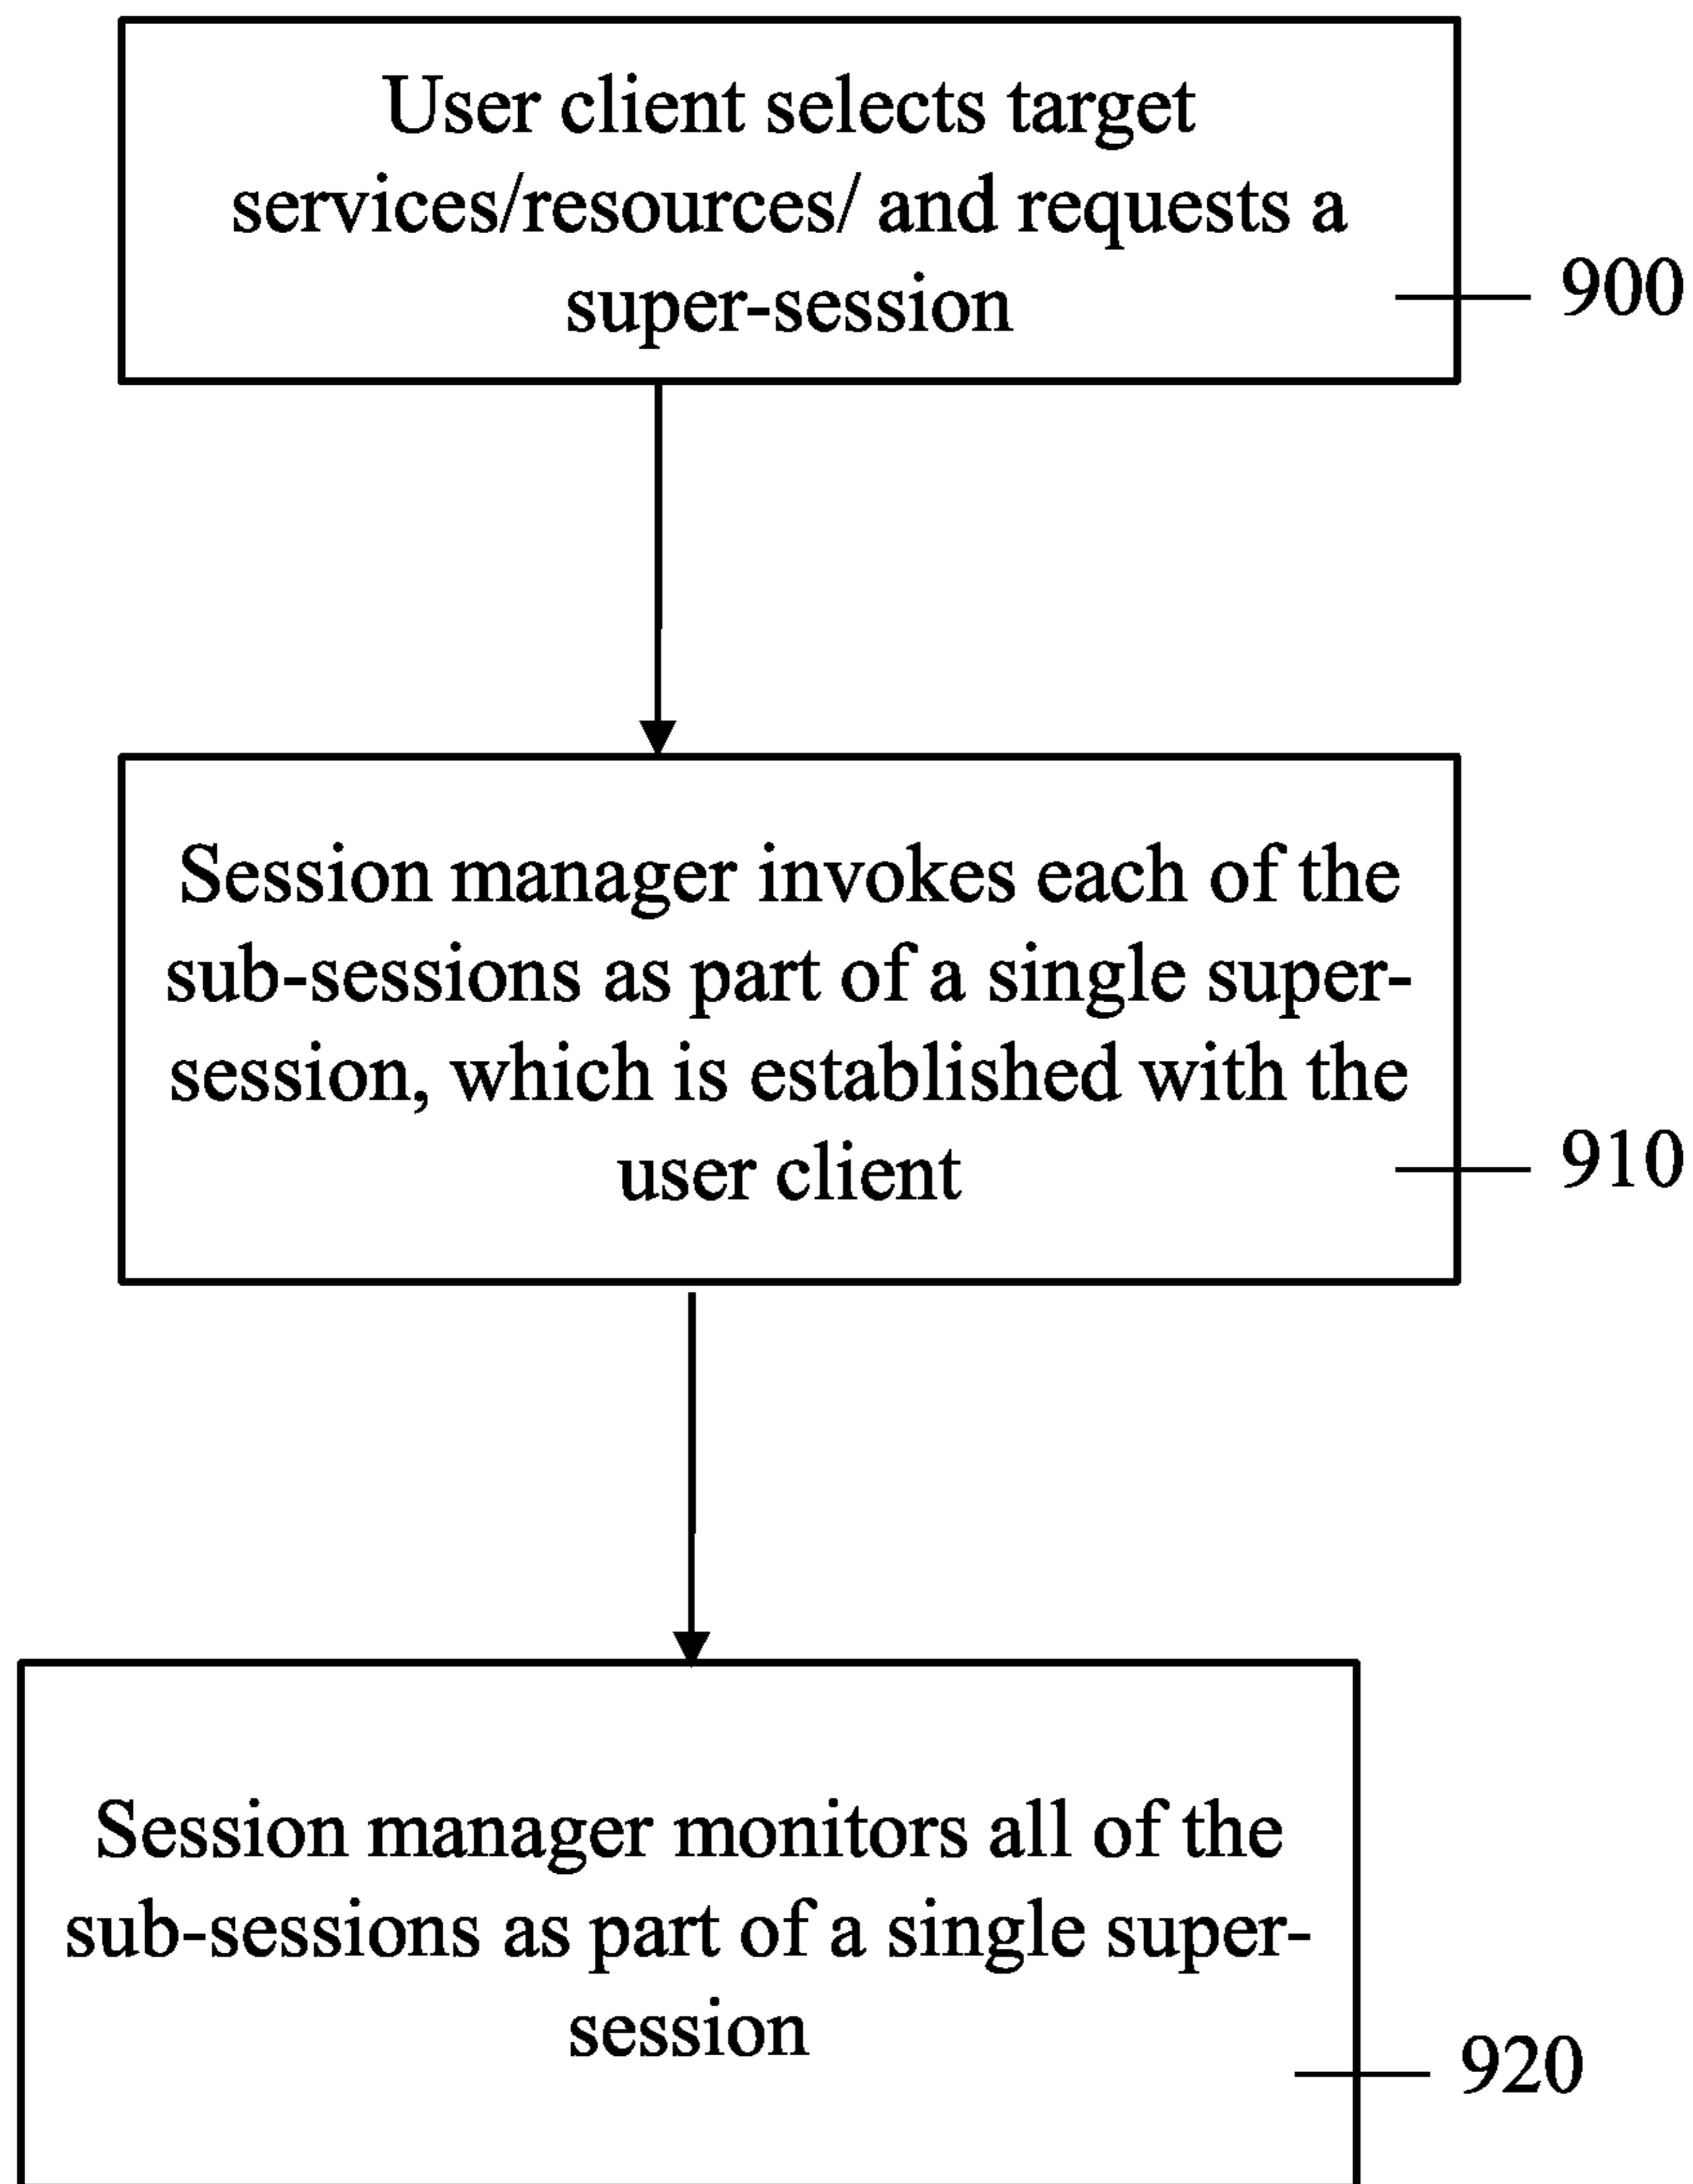 User client selects target
services/resources/ and requests a
super-session
900
Session manager invokes each of the
sub-sessions as part of a single super-
session, which is established with the
user client
910
Session manager monitors all of the
sub-sessions as part of a single super-
session
920